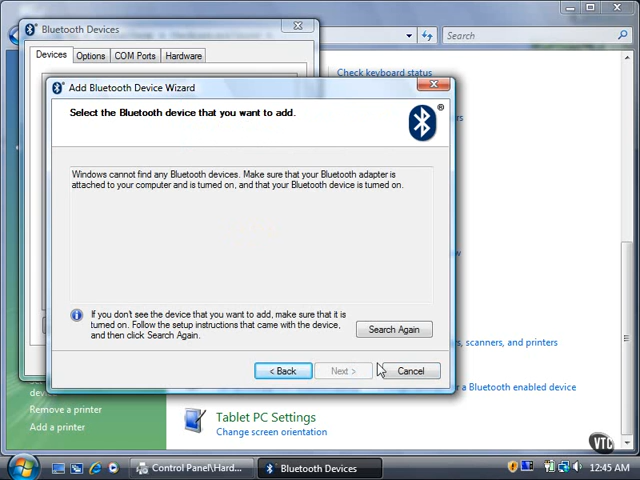 Bluetooth Devices
Search
Devices
Options
COM Ports
Hardware
Check keyboard status
Add Bluetooth Device Wizard
Select the Bluetooth device that you want to add.
Windows cannot find any Bluetooth devices. Make sure that your Bluetooth adapter is
attached to your computer and is turned on, and that your Bluetooth device is turned on.
If you don't see the device that you want to add, make sure that it is
turned on. Follow the setup instructions that came with the device,
and then click Search Again.
Search Again
, scanners, and printers
< Back
Next >
Cancel
for a Bluetooth enabled device
Remove a printer
Add a printer
Tablet PC Settings
Change screen orientation
VTC
Control Panel\Hard...
Bluetooth Devices
12:45 AM